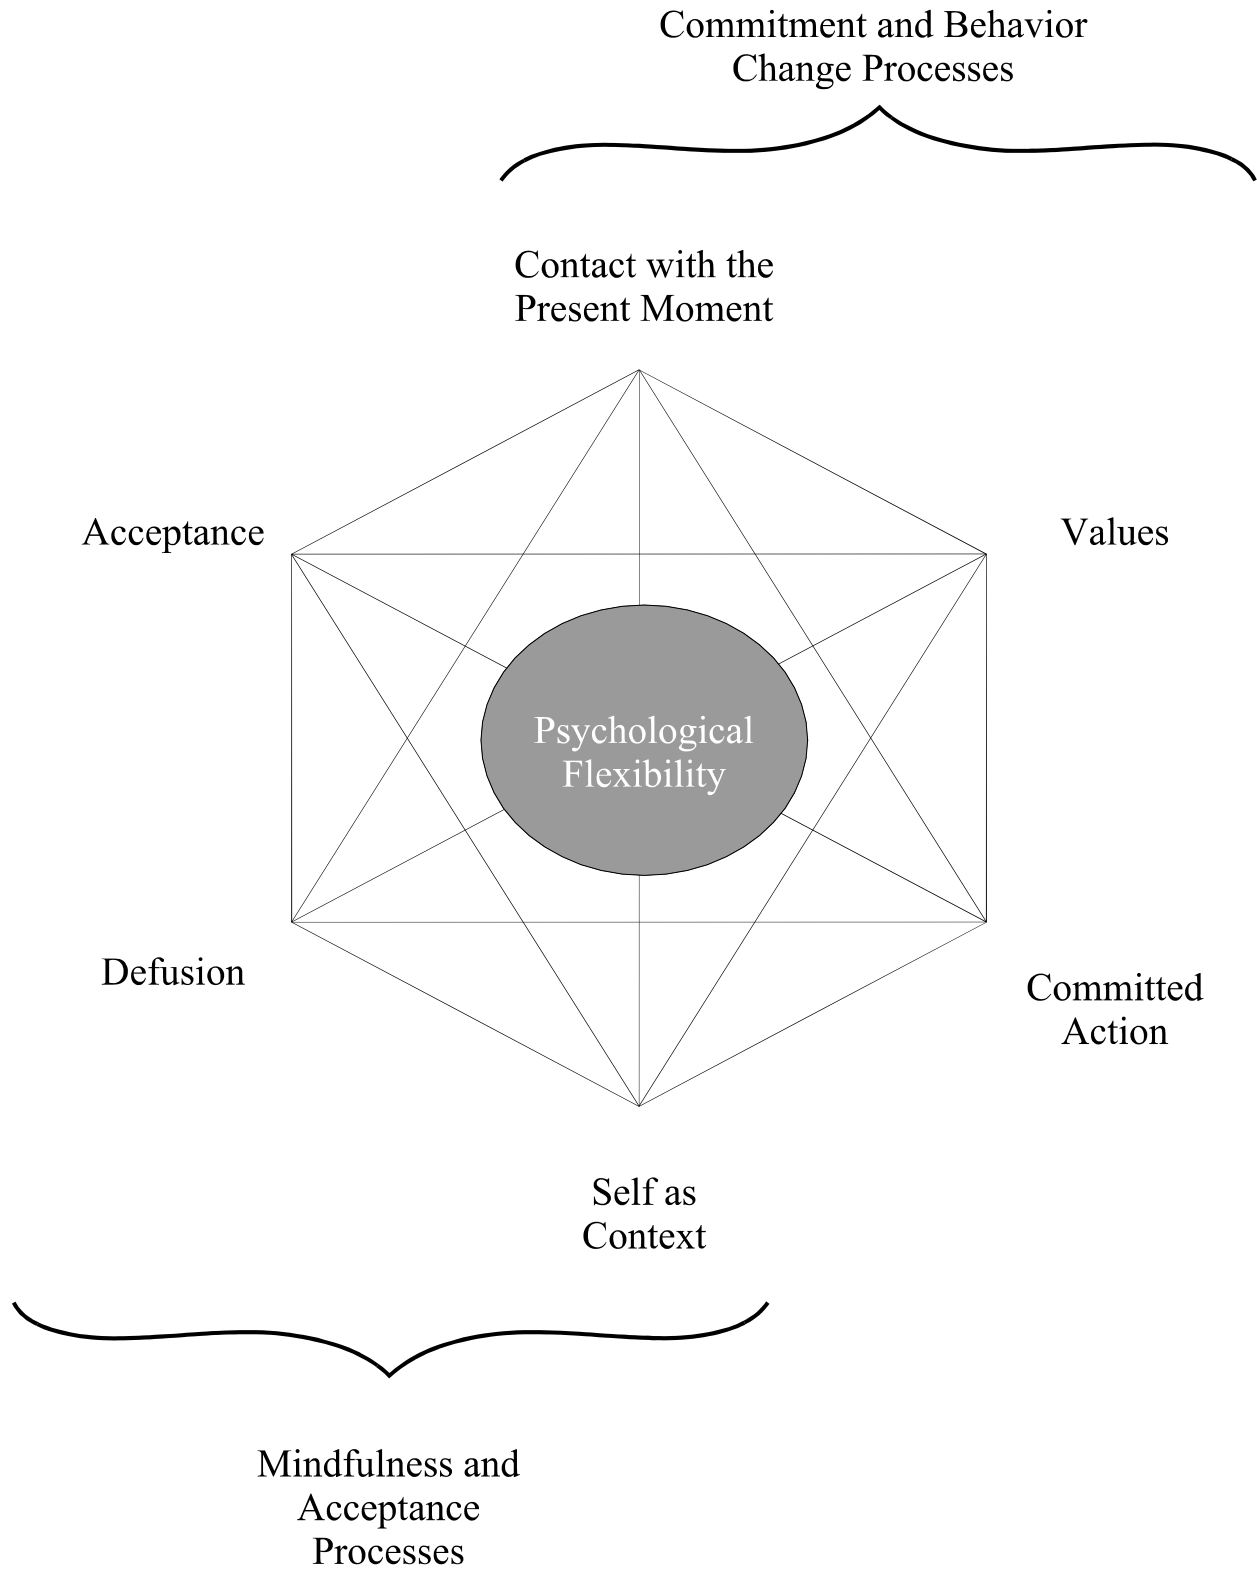 Commitment and Behavior
Change Processes
Contact with the
Present Moment
Acceptance
Values
Psychological
Flexibility
Defusion
Committed
Action
Self as
Context
Mindfulness and
Acceptance
Processes